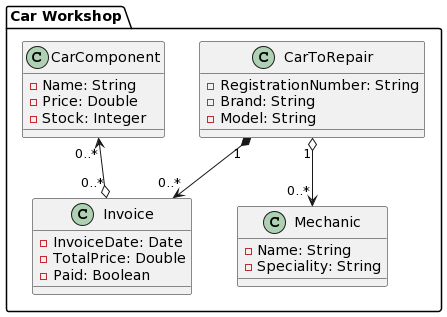 Car Workshop
C CarComponent
Name: String
Price: Double
Stock: Integer
C CarToRepair
RegistrationNumber: String
Brand: String
Model: String
0..*
1
1
0..*
0..*
0..*
C Invoice
InvoiceDate: Date
TotalPrice: Double
Paid: Boolean
C Mechanic
Name: String
Speciality: String